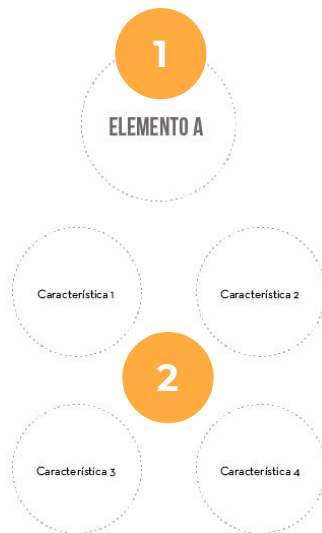 1
ELEMENTO A
Característica 1
Característica 2
2
Característica 3
Característica 4